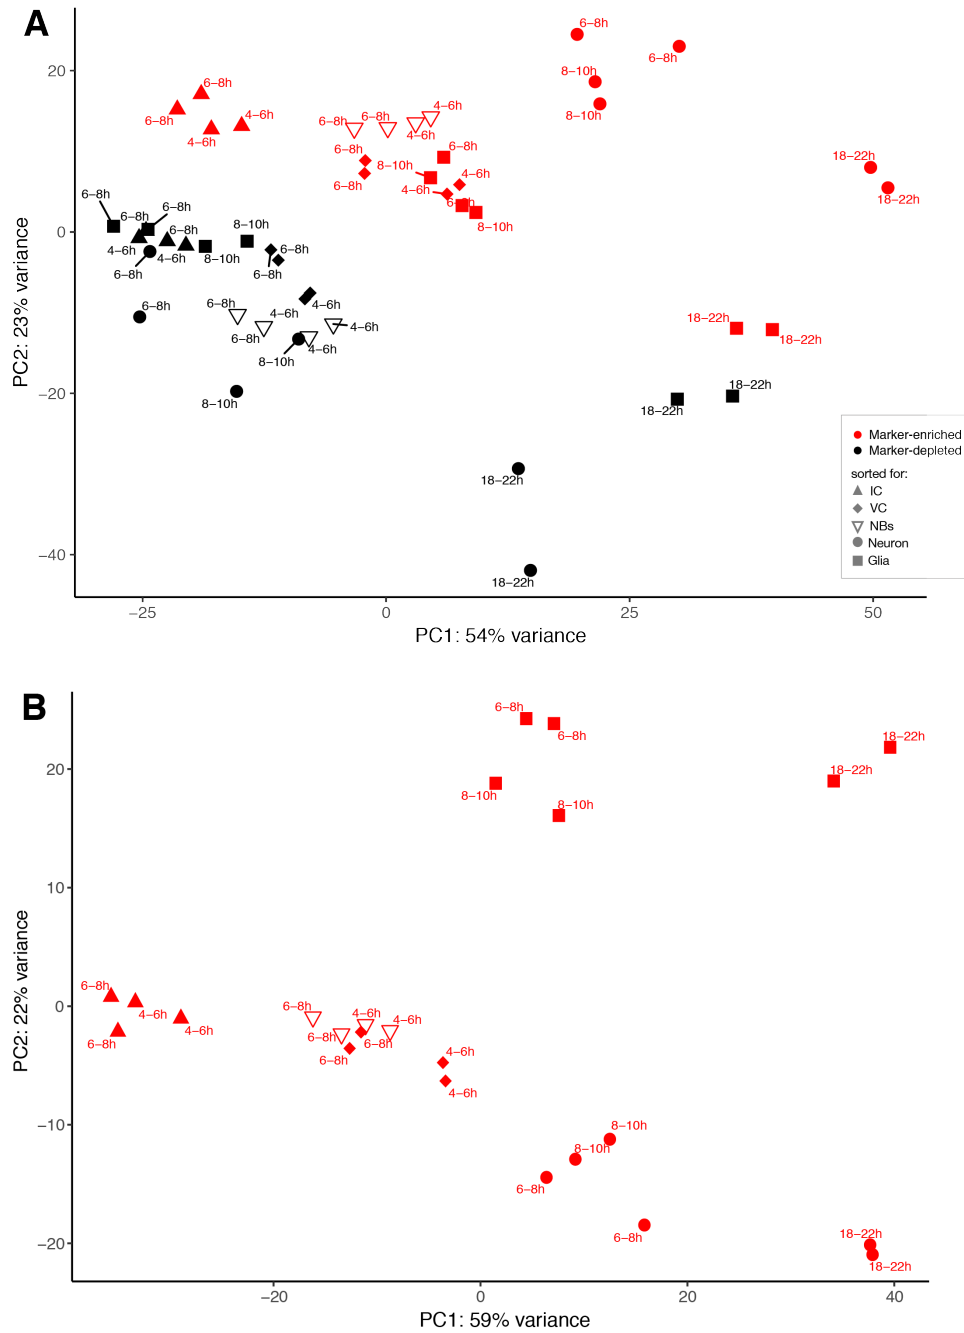 A
6–8h
6–8h
8–10h
8–10h
6–8h
6–8h
4–6h
4–6h
6–8h
6–8h
4–6h
4–6h
6–8h
6–8h
6–8h
8–10h
4–6h
4–6h
6–8h
8–10h
18–22h
18–22h
6–8h
6–8h
6–8h
6–8h
8–10h
4–6h
4–6h
8–10h
6–8h
6–8h
6–8h
6–8h
6–8h
4–6h
4–6h
6–8h
4–6h
4–6h
8–10h
8–10h
18–22h
18–22h
18–22h
18–22h
18–22h
18–22h
20
0
−20
−40
PC2: 23% variance
−25
0
25
50
PC1: 54% variance
Marker-enriched
Marker-depleted
sorted for:
IC
VC
NBs
Neuron
Glia
B
6–8h
6–8h
18–22h
18–22h
8–10h
8–10h
6–8h
4–6h
6–8h
4–6h
6–8h
4–6h
4–6h
6–8h
6–8h
6–8h
4–6h
4–6h
8–10h
8–10h
6–8h
6–8h
18–22h
18–22h
20
10
0
−10
−20
PC2: 22% variance
−20
0
20
40
PC1: 59% variance